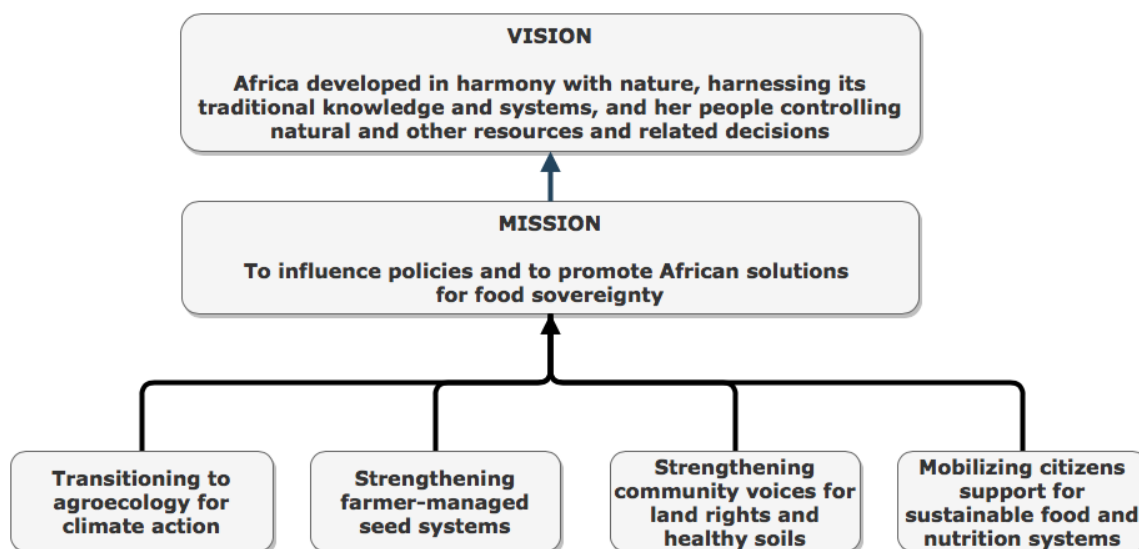 VISION
Africa developed in harmony with nature, harnessing its
traditional knowledge and systems, and her people controlling
natural and other resources and related decisions
MISSION
To influence policies and to promote African solutions
for food sovereignty
Transitioning to
agroecology for
climate action
Strengthening
farmer-managed
seed systems
Strengthening
community voices for
land rights and
healthy soils
Mobilizing citizens
support for
sustainable food and
nutrition systems